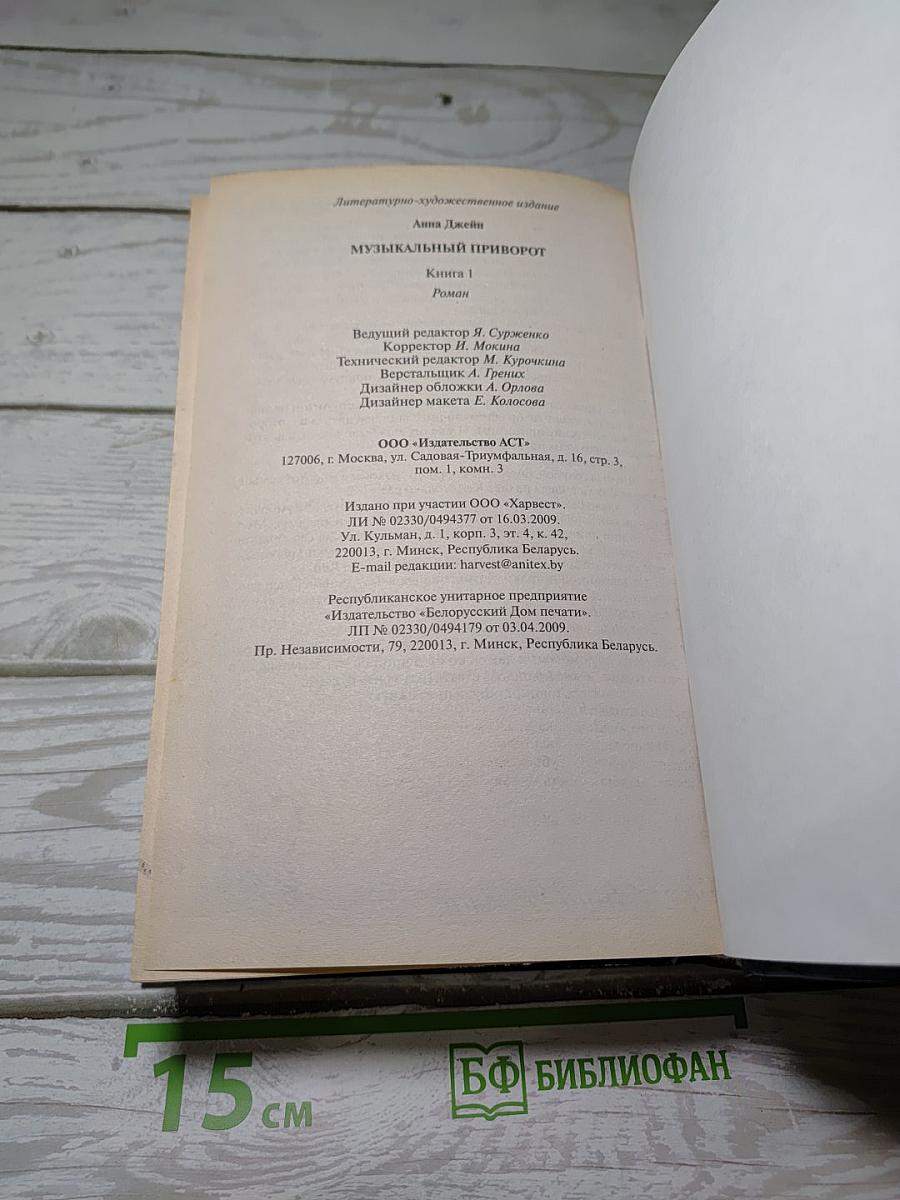 Литературно-художественное издание
Анна Джейн
МУЗЫКАЛЬНЫЙ ПРИВОРОТ
Книга 1
Роман
Ведущий редактор Я. Сурженко
Корректор И. Мокина
Технический редактор М. Курочкина
Верстальщик А. Грених
Дизайнер обложки А. Орлова
Дизайнер макета Е. Колосова
ООО «Издательство АСТ»
127006, г. Москва, ул. Садовая-Триумфальная, д. 16, стр. 3,
пом. 1, комн. 3
Издано при участии ООО «Харвест».
ЛИ № 02330/0494377 от 16.03.2009.
Ул. Кульман, д. 1, корп. 3, эт. 4, к. 42,
220013, г. Минск, Республика Беларусь.
E-mail редакции: harvest@anitex.by
Республиканское унитарное предприятие
«Издательство «Белорусский Дом печати».
ЛП № 02330/0494179 от 03.04.2009.
Пр. Независимости, 79, 220013, г. Минск, Республика Беларусь.
15 см
БФ БИБЛИОФАН